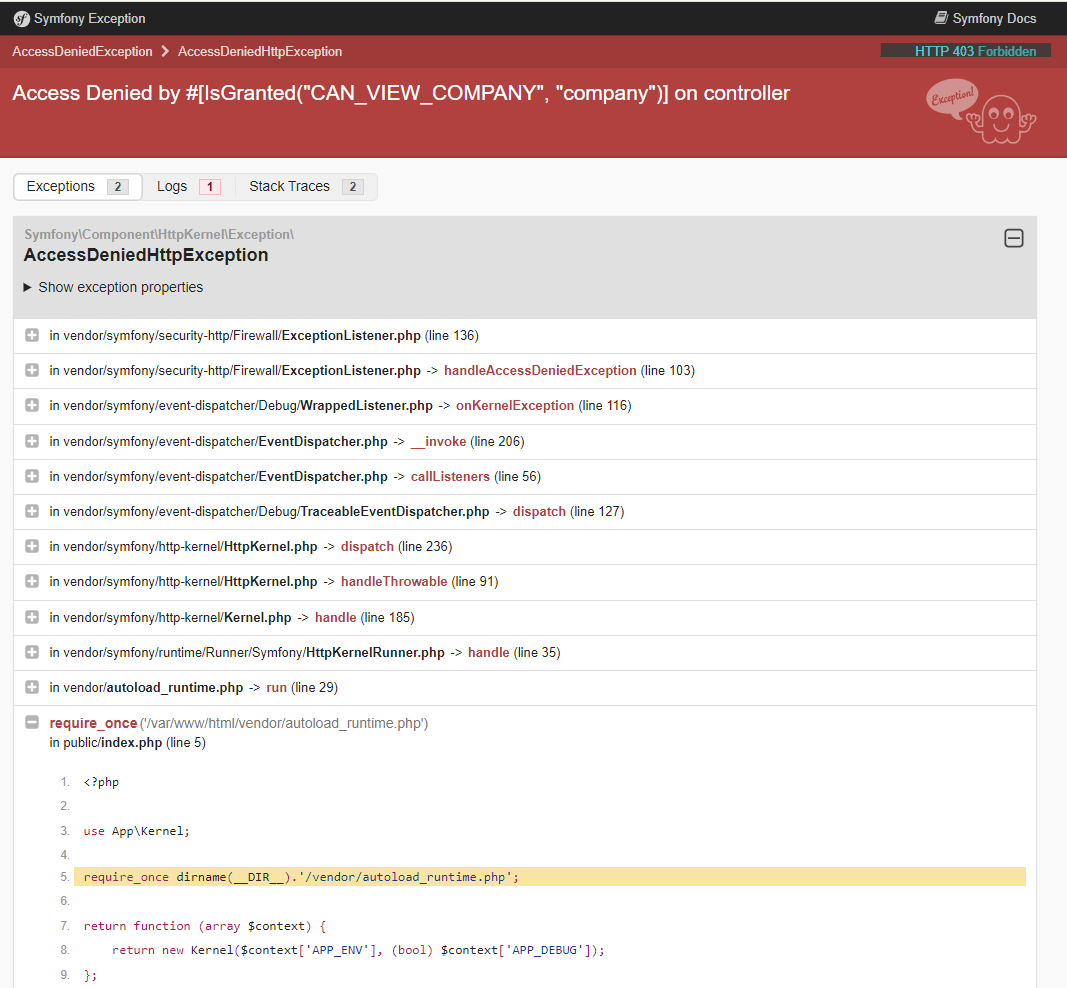 Symfony Exception
Symfony Docs
AccessDeniedException > AccessDeniedHttpException
HTTP 403 Forbidden
Access Denied by #[IsGranted("CAN_VIEW_COMPANY", "company")] on controller
Exception!
Exceptions 2 Logs 1 Stack Traces 2
Symfony\Component\HttpKernel\Exception\
AccessDeniedHttpException
Show exception properties
in vendor/symfony/security-http/Firewall/ExceptionListener.php (line 136)
in vendor/symfony/security-http/Firewall/ExceptionListener.php -> handleAccessDeniedException (line 103)
in vendor/symfony/event-dispatcher/Debug/WrappedListener.php -> onKernelException (line 116)
in vendor/symfony/event-dispatcher/EventDispatcher.php -> __invoke (line 206)
in vendor/symfony/event-dispatcher/EventDispatcher.php -> callListeners (line 56)
in vendor/symfony/event-dispatcher/Debug/TraceableEventDispatcher.php -> dispatch (line 127)
in vendor/symfony/http-kernel/HttpKernel.php -> dispatch (line 236)
in vendor/symfony/http-kernel/HttpKernel.php -> handleThrowable (line 91)
in vendor/symfony/http-kernel/Kernel.php -> handle (line 185)
in vendor/symfony/runtime/Runner/Symfony/HttpKernelRunner.php -> handle (line 35)
in vendor/autoload_runtime.php -> run (line 29)
require_once('/var/www/html/vendor/autoload_runtime.php')
in public/index.php (line 5)
1. <?php
2.
3. use App\Kernel;
4.
5. require_once dirname(__DIR__).'/vendor/autoload_runtime.php';
6.
7. return function (array $context) {
8.     return new Kernel($context['APP_ENV'], (bool) $context['APP_DEBUG']);
9. };